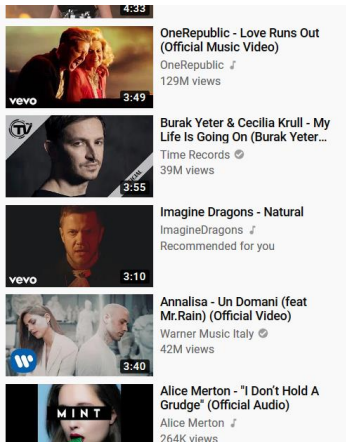 4:33
OneRepublic - Love Runs Out
(Official Music Video)
OneRepublic
129M views
vevo
3:49
Burak Yeter & Cecilia Krull - My
Life Is Going On (Burak Yeter...
Time Records
39M views
TV
3:55
Imagine Dragons - Natural
ImagineDragons
Recommended for you
vevo
3:10
Annalisa - Un Domani (feat
Mr.Rain) (Official Video)
Warner Music Italy
42M views
3:40
Alice Merton - "I Don't Hold A
Grudge" (Official Audio)
Alice Merton
264K views
MINT